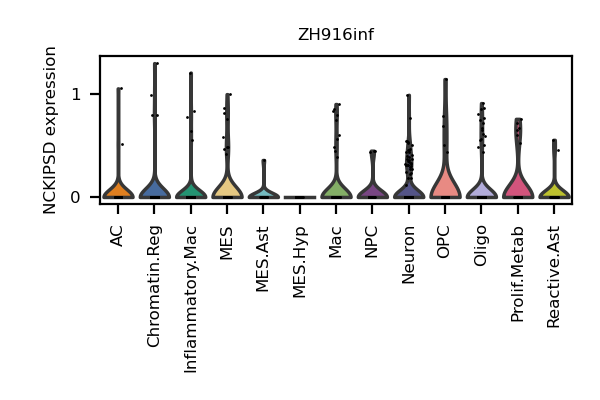 ZH916inf
NCKIPSD expression
1
0
AC
Chromatin.Reg
Inflammatory.Mac
MES
MES.Ast
MES.Hyp
Mac
NPC
Neuron
OPC
Oligo
Prolif.Metab
Reactive.Ast